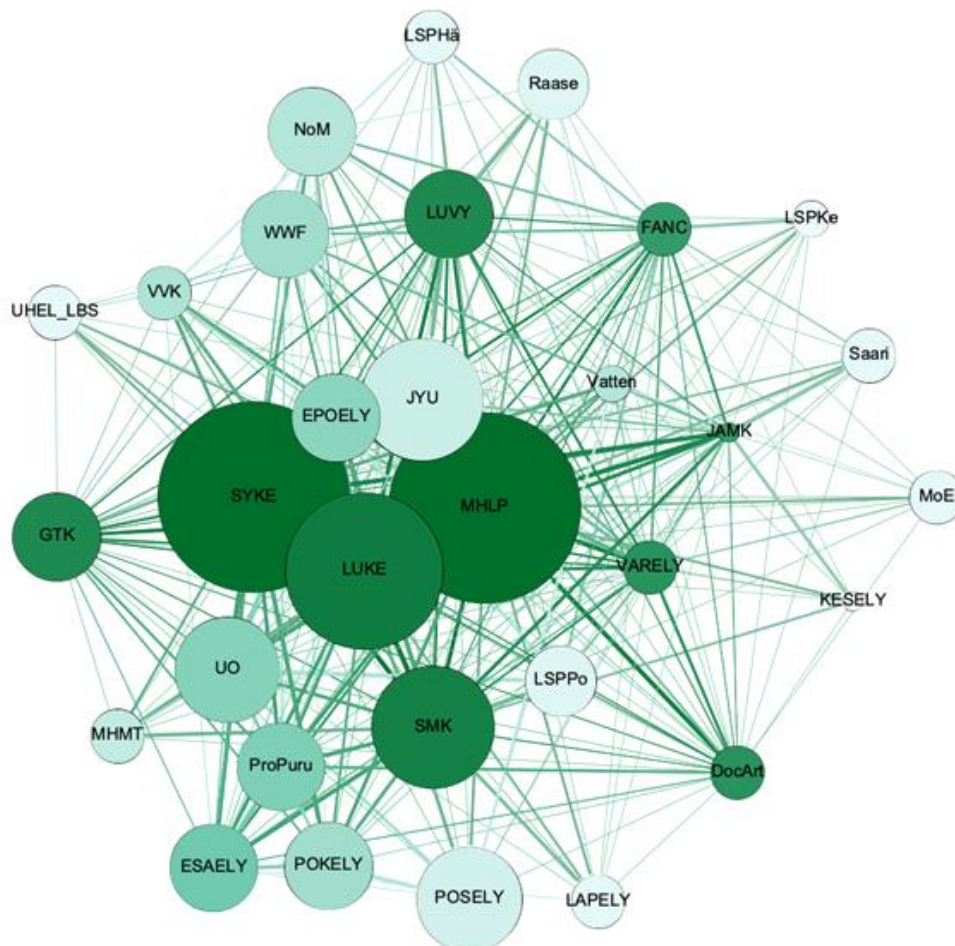 LSPHä
Raase
NoM
LUVY
FANC
LSPKe
WWF
VVK
UHEL_LBS
Saari
Vatten
JYU
EPOELY
JAMK
SYKE
MHLP
MoE
GTK
LUKE
VARELY
KESELY
UO
LSPPo
SMK
MHMT
ProPuru
DocArt
ESAELY
POKELY
POSELY
LAPELY